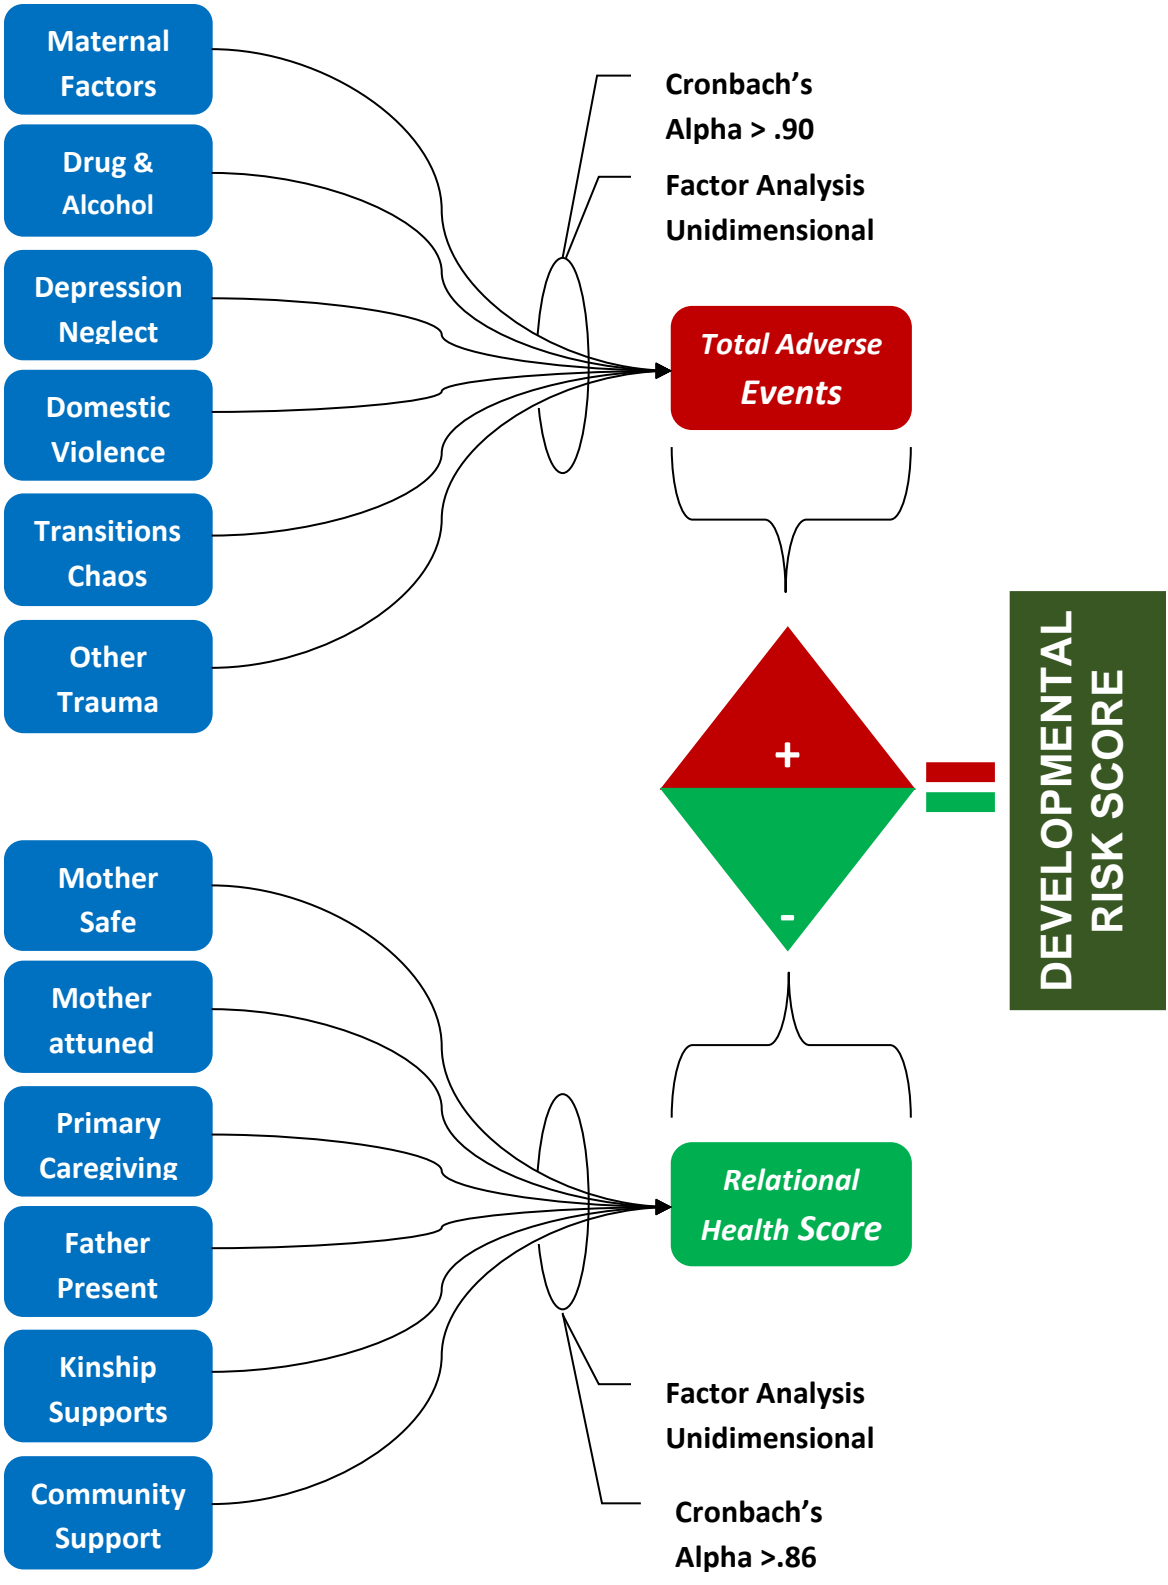 Maternal
Factors
Drug &
Alcohol
Depression
Neglect
Domestic
Violence
Transitions
Chaos
Other
Trauma
Cronbach’s
Alpha > .90
Factor Analysis
Unidimensional
Total Adverse
Events
+
-
DEVELOPMENTAL
RISK SCORE
Mother
Safe
Mother
attuned
Primary
Caregiving
Father
Present
Kinship
Supports
Community
Support
Relational
Health Score
Factor Analysis
Unidimensional
Cronbach’s
Alpha >.86